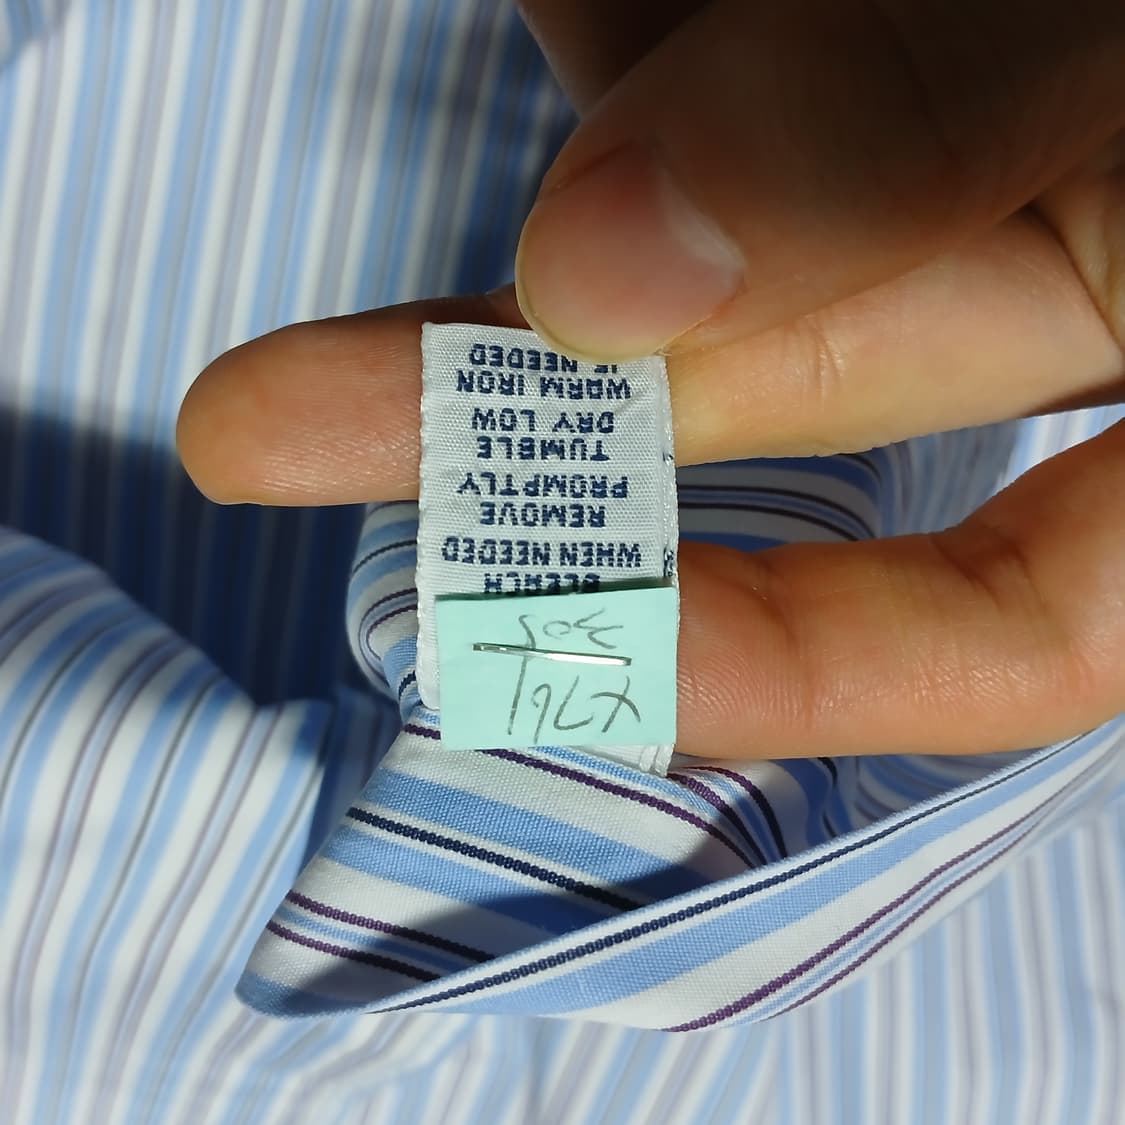 BLEACH
WHEN NEEDED
REMOVE
PROMPTLY
TUMBLE
DRY LOW
WARM IRON
IF NEEDED